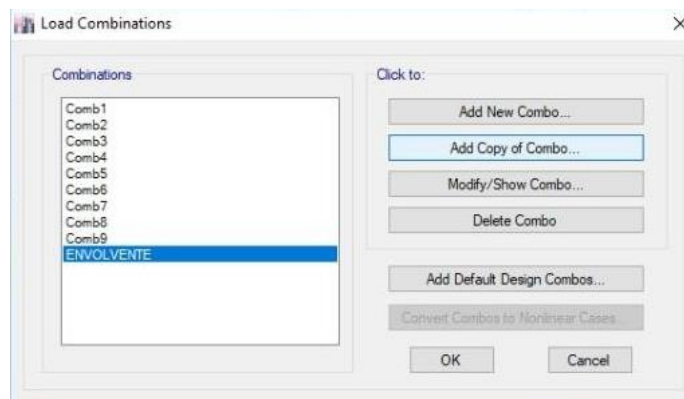 Load Combinations
Combinations
Comb1
Comb2
Comb3
Comb4
Comb5
Comb6
Comb7
Comb8
Comb9
ENVOLVENTE
Click to:
Add New Combo...
Add Copy of Combo...
Modify/Show Combo...
Delete Combo
Add Default Design Combos...
Convert Combos to Nonlinear Cases...
OK
Cancel